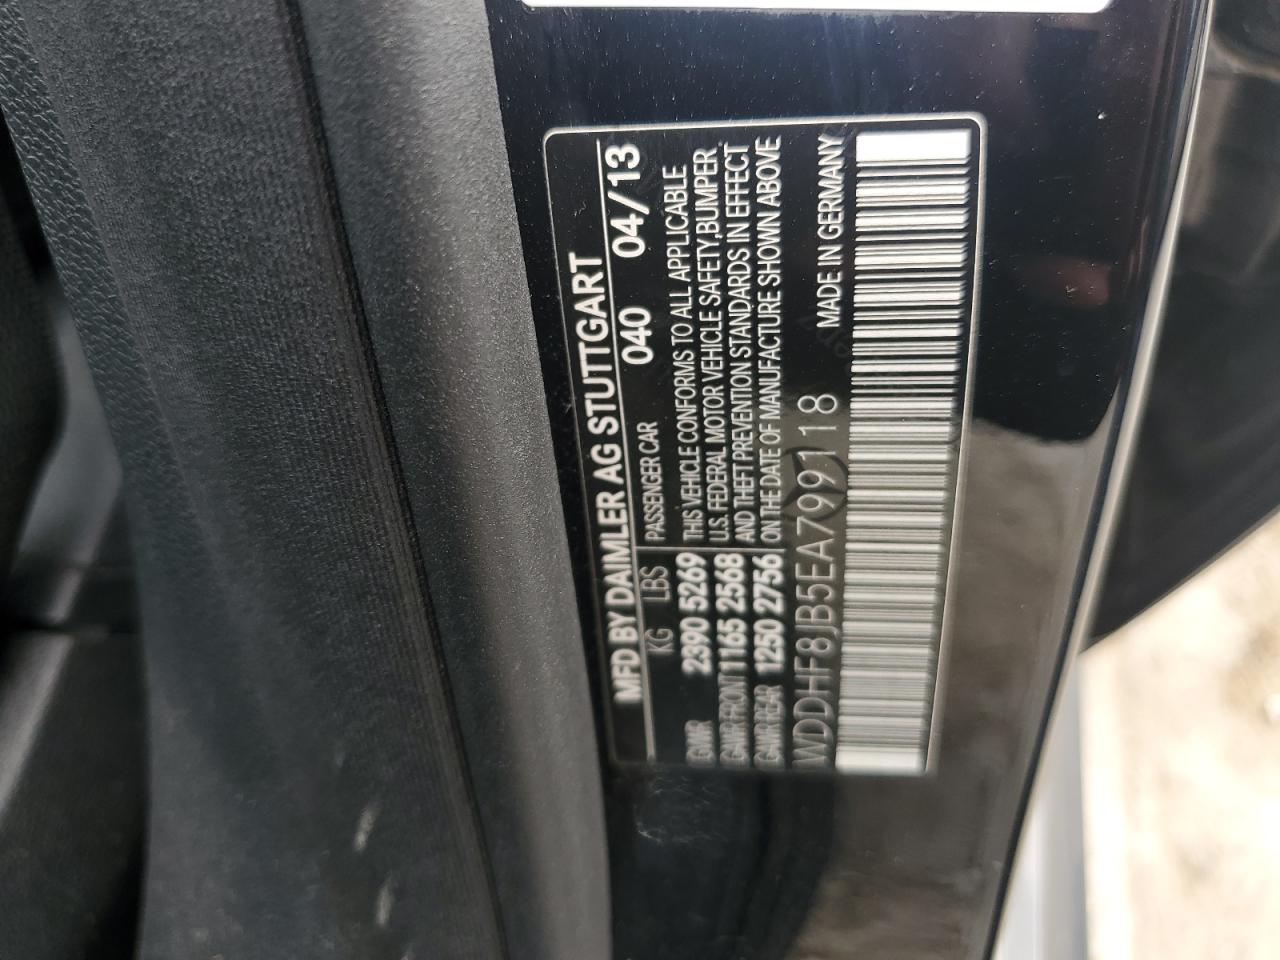 MFD BY DAIMLER AG STUTTGART
040 04/13
KG LBS PASSENGER CAR
GVWR 2390 5269 THIS VEHICLE CONFORMS TO ALL APPLICABLE
GAWR FRONT 1165 2568 U.S. FEDERAL MOTOR VEHICLE SAFETY,BUMPER
GAWR REAR 1250 2756 AND THEFT PREVENTION STANDARDS IN EFFECT
ON THE DATE OF MANUFACTURE SHOWN ABOVE
WDDHF8JB5EA799118 MADE IN GERMANY